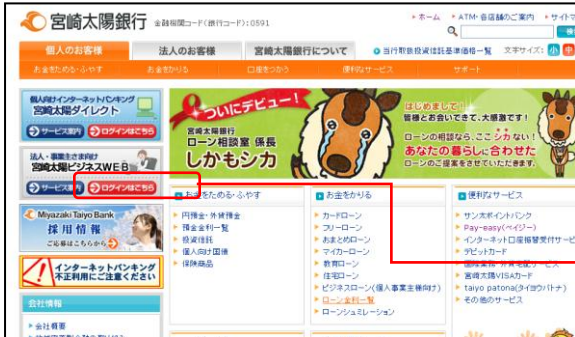 宮崎太陽銀行 金融機関コード(銀行コード):0591
ホーム
ATM・各店舗のご案内
サイトマ
個人のお客様
法人のお客様
宮崎太陽銀行について
当行取扱投資信託基準価格一覧
文字サイズ: 小 中
お金をためる・ふやす
お金をかりる
口座をつかう
便利なサービス
サポート
個人向けインターネットバンキング
宮崎太陽ダイレクト
サービス案内
ログインはこちら
法人・事業主さま向け
宮崎太陽ビジネスWEB
サービス案内
ログインはこちら
ついにデビュー!
宮崎太陽銀行
ローン相談室 係長
しかもシカ
はじめまして!
皆様とお会いできて、大感激です!
ローンの相談なら、ここ シカ ない!
あなたの暮らしに合わせた
ローンのご提案をさせていただきます。
Miyazaki Taiyo Bank
採用情報
ご応募はこちらから
インターネットバンキング
不正利用にご注意ください
会社情報
会社概要
お金をためる・ふやす
円預金・外貨預金
預金金利一覧
投資信託
個人向け国債
保険商品
お金をかりる
カードローン
フリーローン
おまとめローン
マイカーローン
教育ローン
住宅ローン
ビジネスローン(個人事業主様向け)
ローン金利一覧
ローンシュミレーション
便利なサービス
サンズポイントバンク
Pay-easy(ペイジー)
インターネット口座振替受付サービ
デビットカード
宮崎太陽VISAカード
taiyo patona(タイヨウパトナ)
その他のサービス